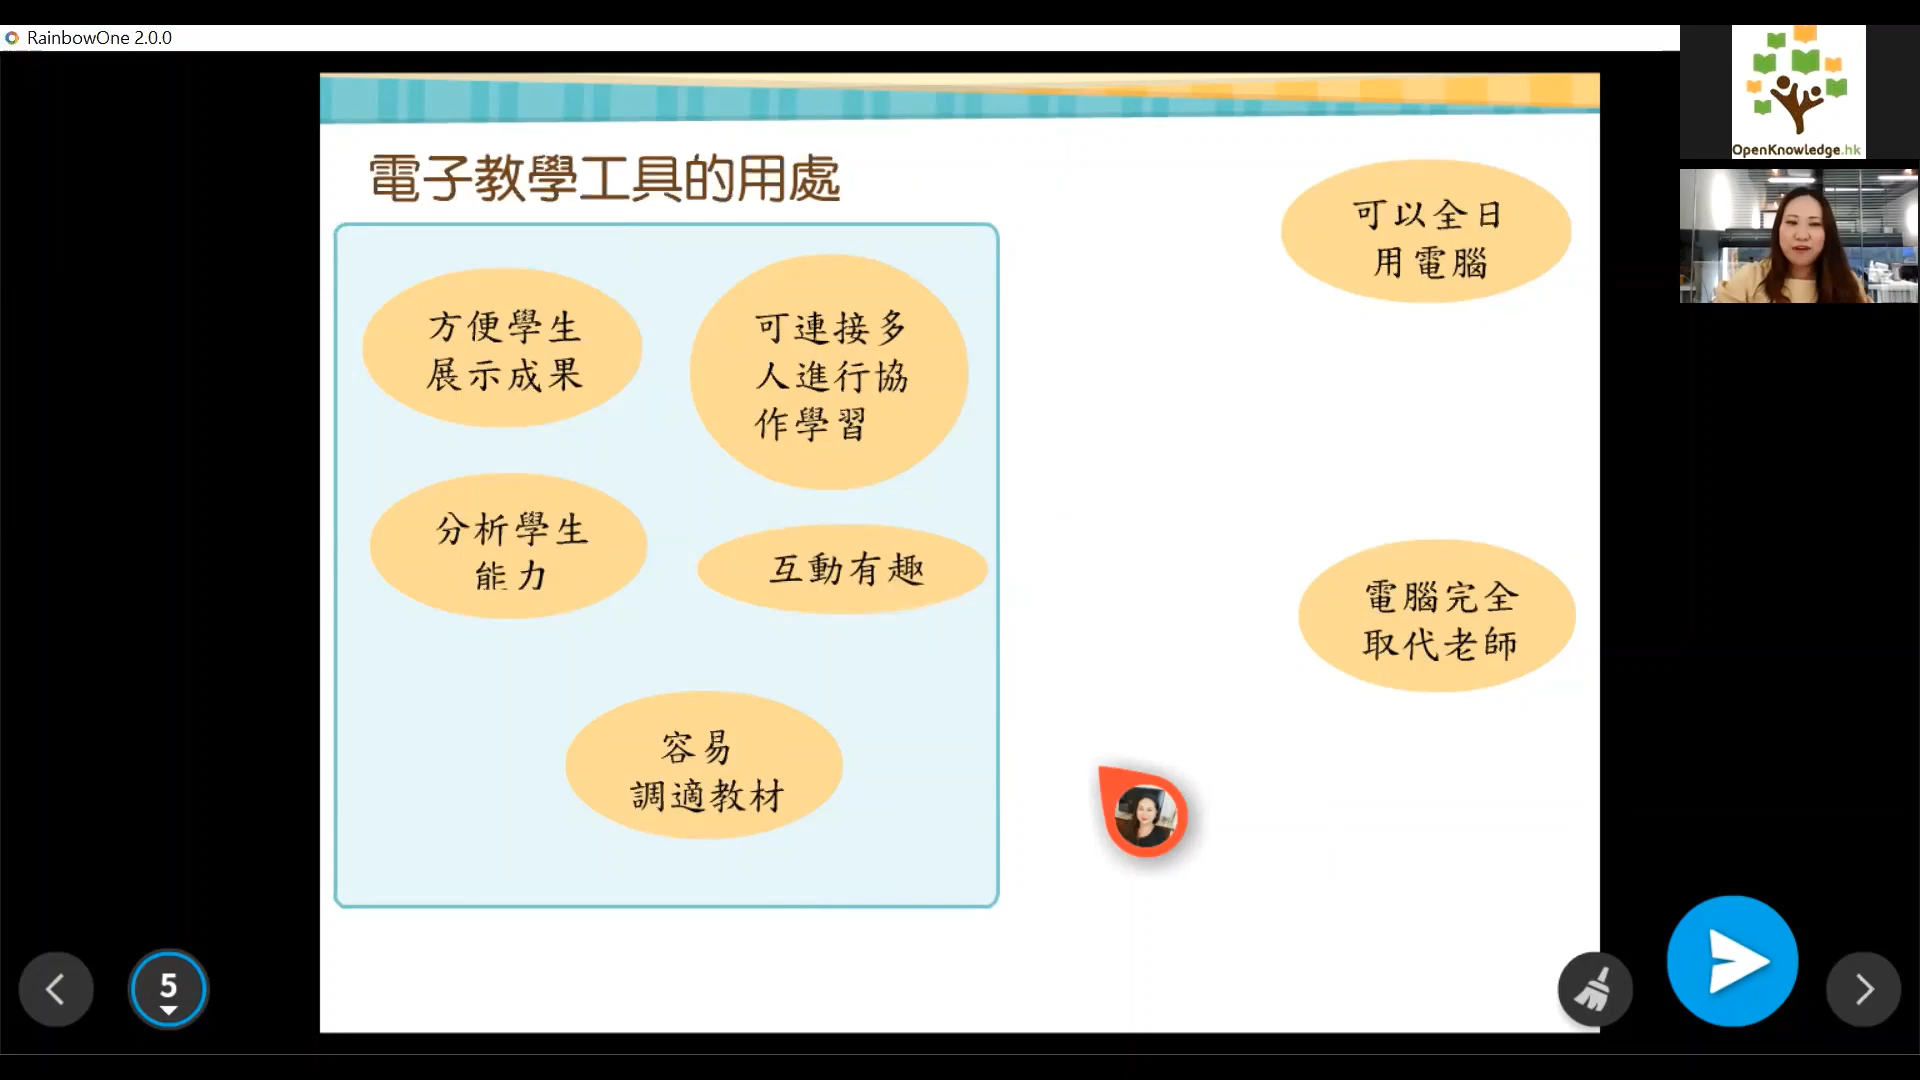 RainbowOne 2.0.0
OpenKnowledge.hk
電子教學工具的用處
可以全日
用電腦
方便學生
展示成果
可連接多
人進行協
作學習
分析學生
能力
互動有趣
電腦完全
取代老師
容易
調適教材
5